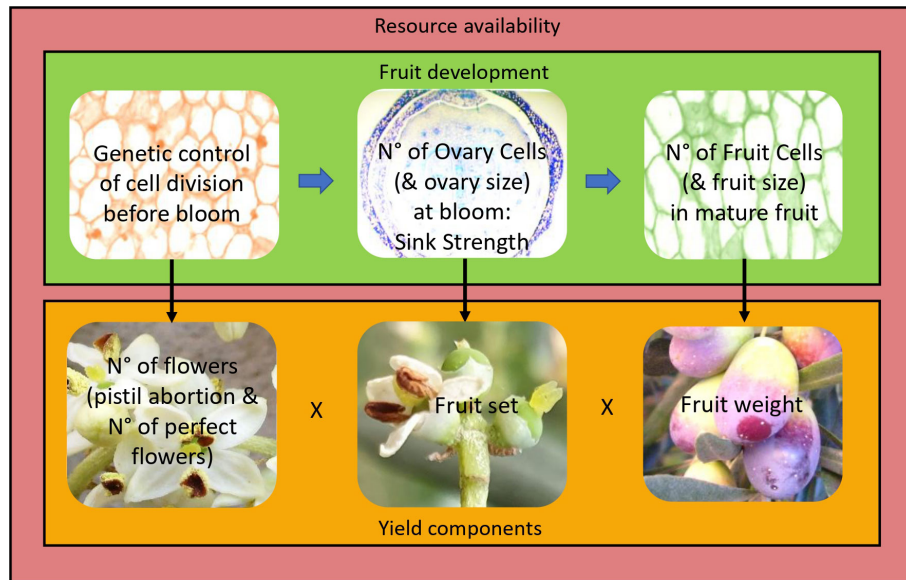 Resource availability
Fruit development
Genetic control
of cell division
before bloom
N° of Ovary Cells
(& ovary size)
at bloom:
Sink Strength
N° of Fruit Cells
(& fruit size)
in mature fruit
N° of flowers
(pistil abortion &
N° of perfect
flowers)
X
Fruit set
X
Fruit weight
Yield components